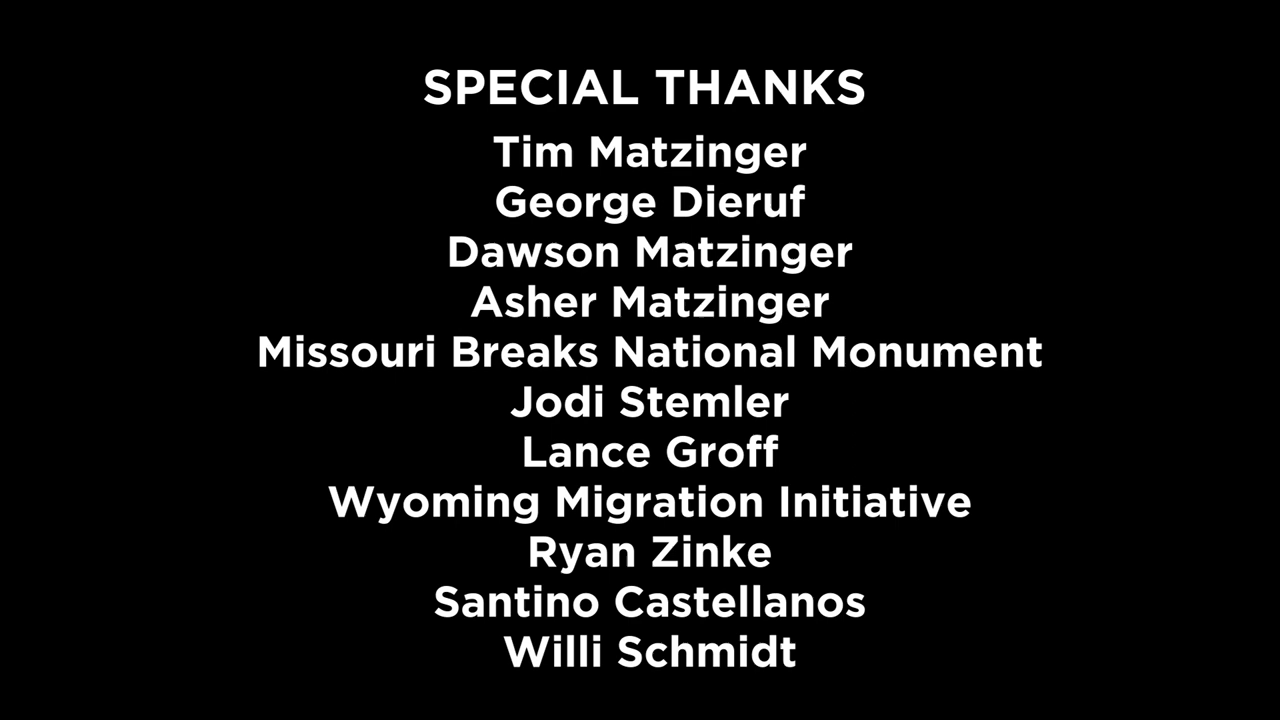 SPECIAL THANKS
Tim Matzinger
George Dieruf
Dawson Matzinger
Asher Matzinger
Missouri Breaks National Monument
Jodi Stemler
Lance Groff
Wyoming Migration Initiative
Ryan Zinke
Santino Castellanos
Willi Schmidt